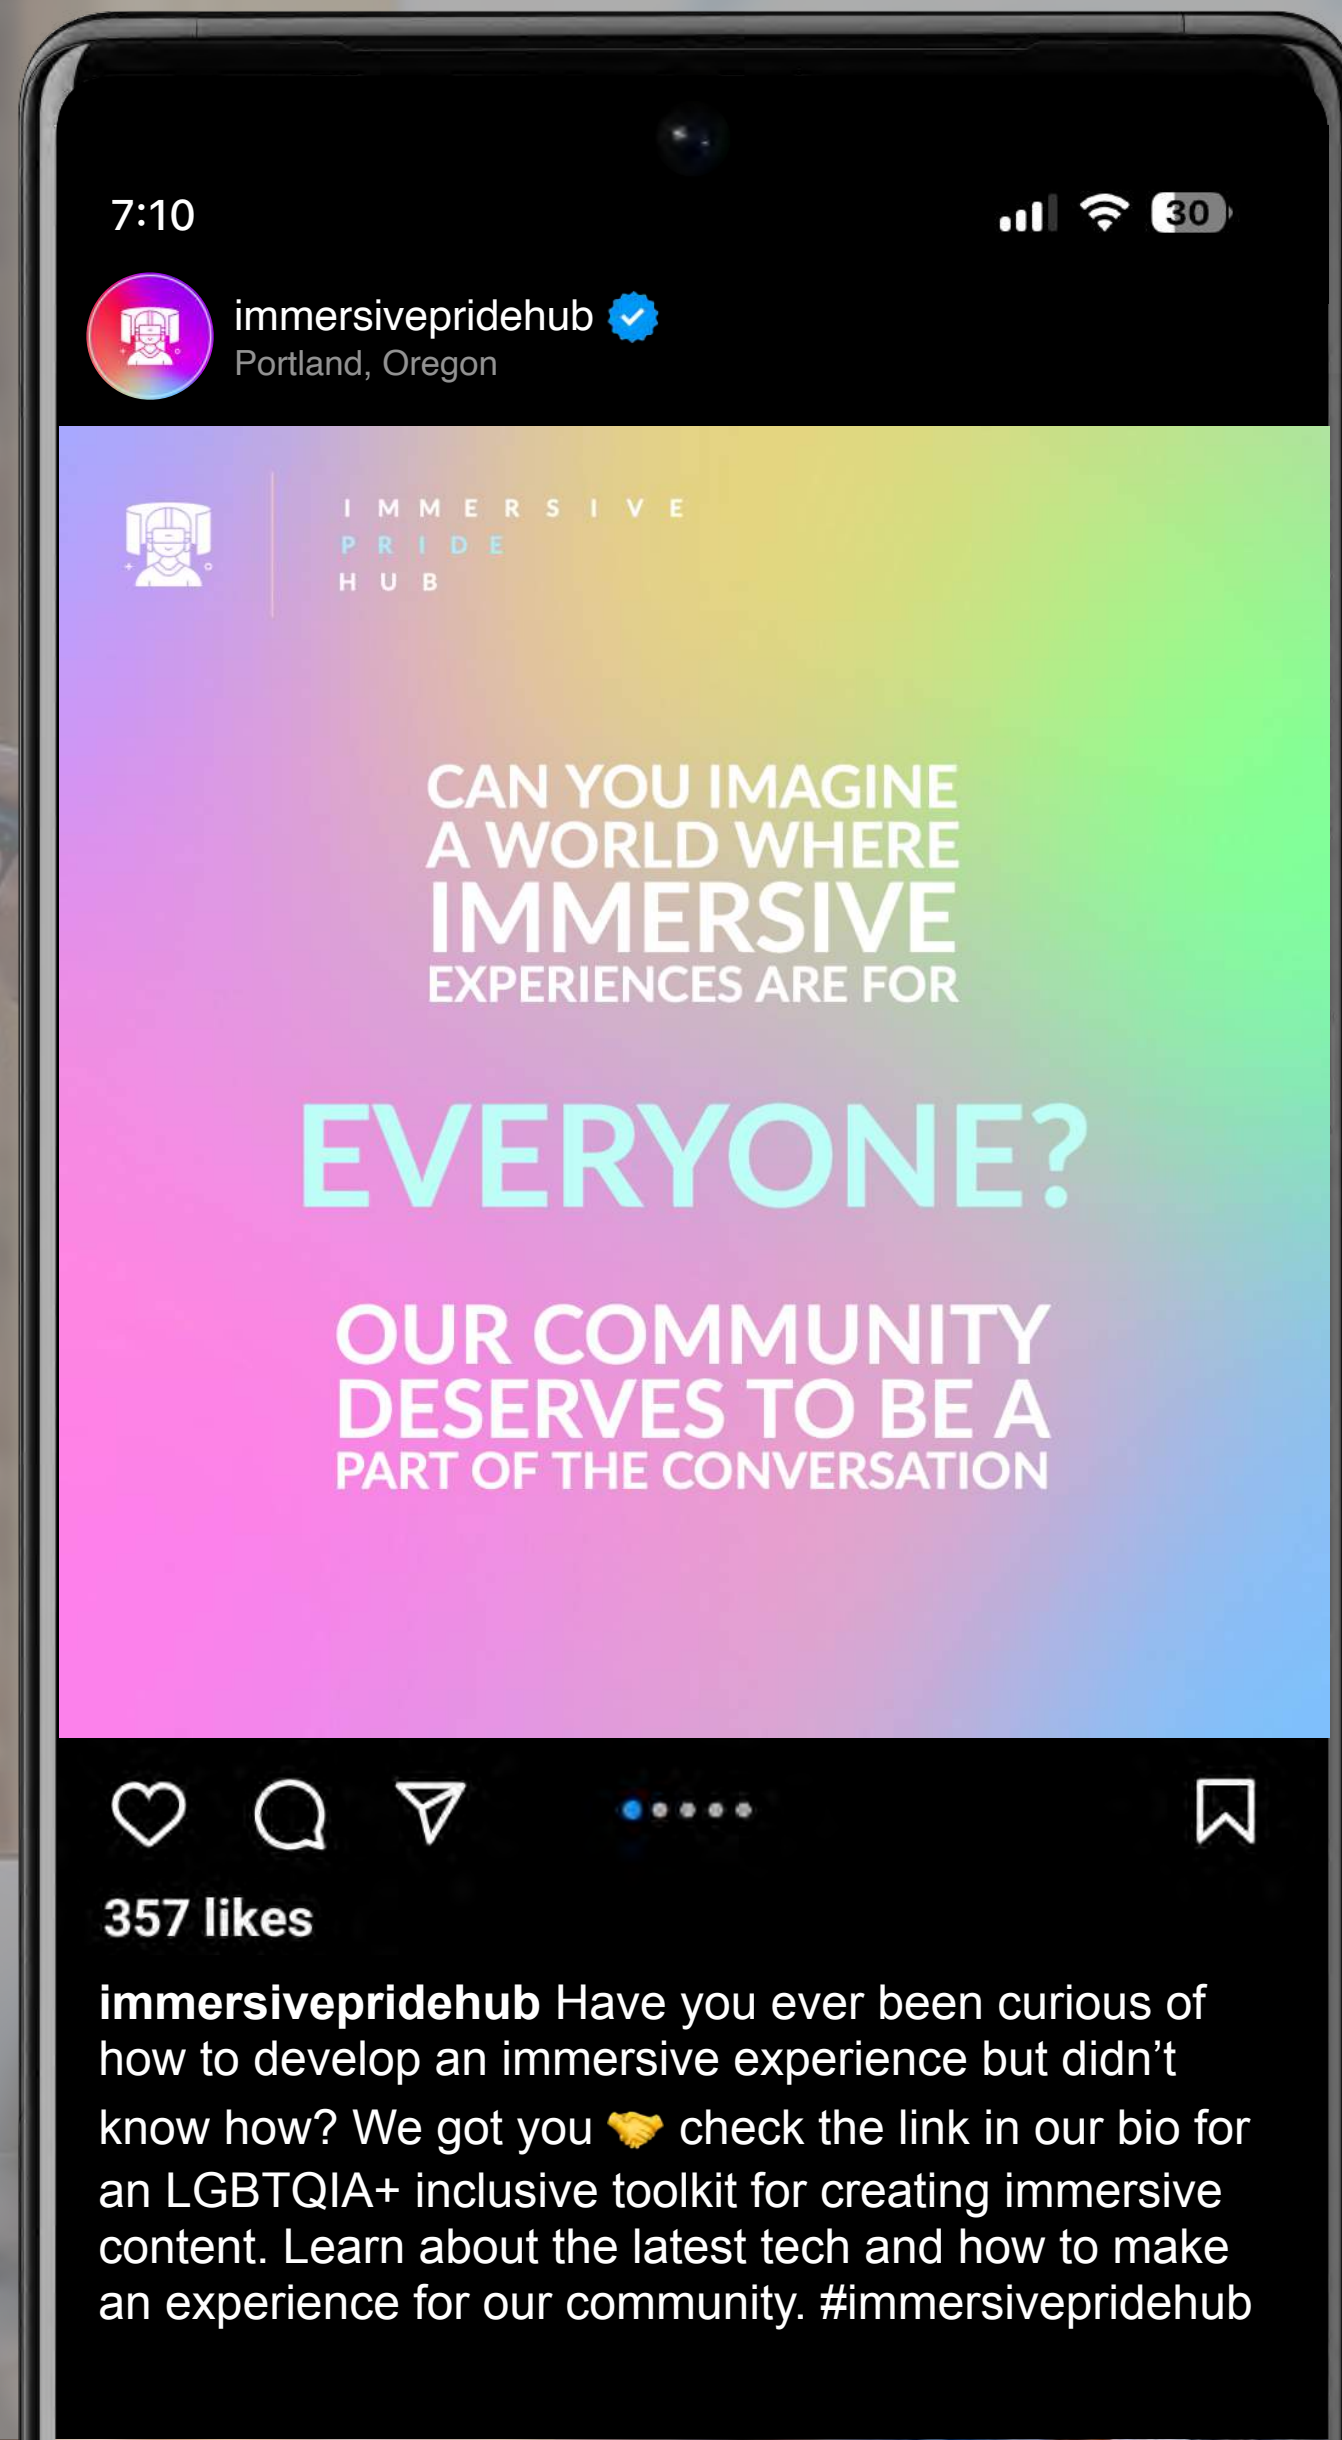 7:10
30
immersivepridehub
Portland, Oregon
IMMERSIVE
PRIDE
HUB
CAN YOU IMAGINE
A WORLD WHERE
IMMERSIVE
EXPERIENCES ARE FOR
EVERYONE?
OUR COMMUNITY
DESERVES TO BE A
PART OF THE CONVERSATION
357 likes
immersivepridehub Have you ever been curious of
how to develop an immersive experience but didn’t
know how? We got you 🤝 check the link in our bio for
an LGBTQIA+ inclusive toolkit for creating immersive
content. Learn about the latest tech and how to make
an experience for our community. #immersivepridehub